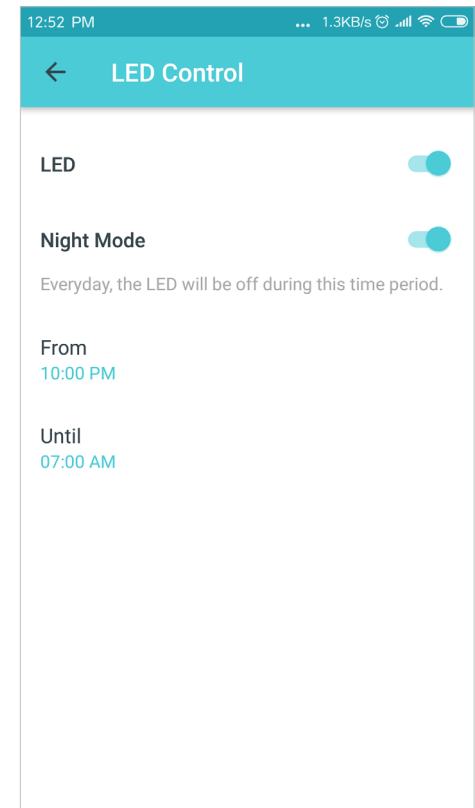 12:52 PM ... 1.3KB/s
LED Control
LED
Night Mode
Everyday, the LED will be off during this time period.
From
10:00 PM
Until
07:00 AM